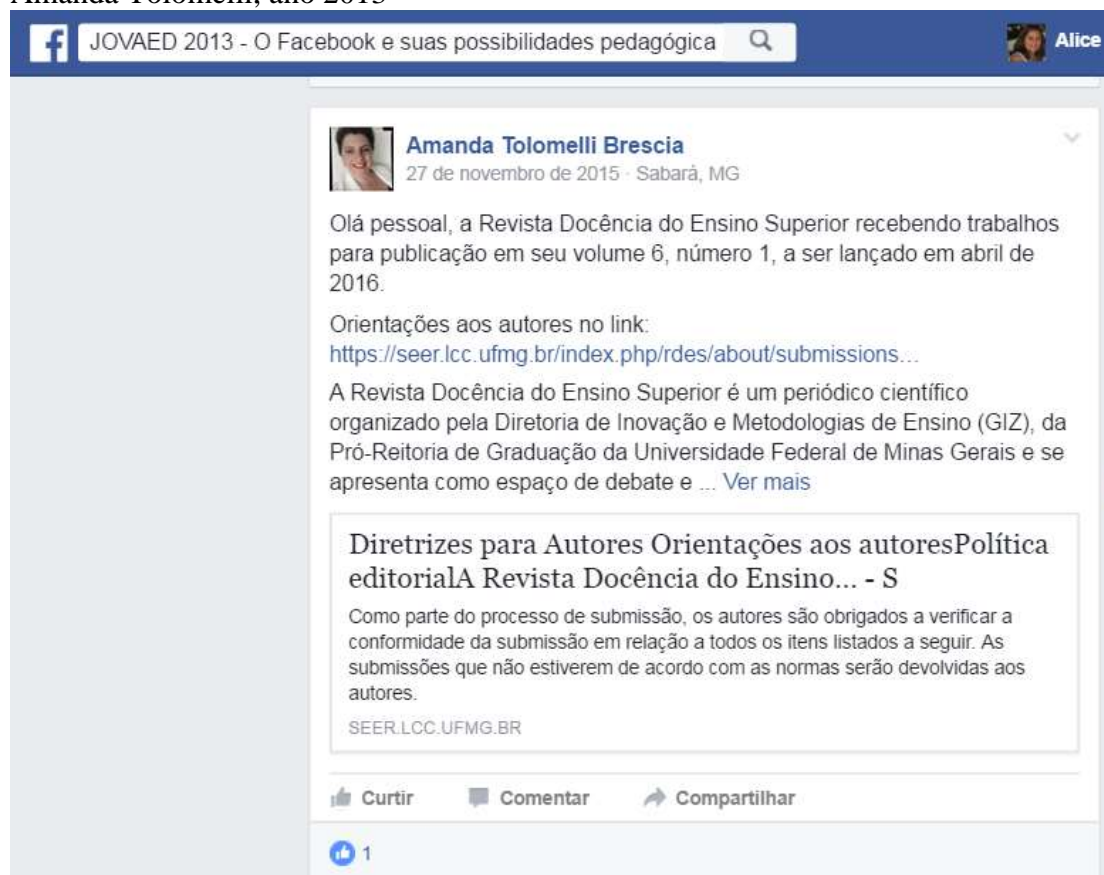 Amanda Tolomelli, ano 2015
f JOVAED 2013 - O Facebook e suas possibilidades pedagógica
Alice
Amanda Tolomelli Brescia
27 de novembro de 2015 · Sabará, MG
Olá pessoal, a Revista Docência do Ensino Superior recebendo trabalhos
para publicação em seu volume 6, número 1, a ser lançado em abril de
2016.
Orientações aos autores no link:
https://seer.lcc.ufmg.br/index.php/rdes/about/submissions…
A Revista Docência do Ensino Superior é um periódico científico
organizado pela Diretoria de Inovação e Metodologias de Ensino (GIZ), da
Pró-Reitoria de Graduação da Universidade Federal de Minas Gerais e se
apresenta como espaço de debate e ... Ver mais
Diretrizes para Autores Orientações aos autoresPolítica
editorialA Revista Docência do Ensino... - S
Como parte do processo de submissão, os autores são obrigados a verificar a
conformidade da submissão em relação a todos os itens listados a seguir. As
submissões que não estiverem de acordo com as normas serão devolvidas aos
autores.
SEER.LCC.UFMG.BR
Curtir Comentar Compartilhar
1